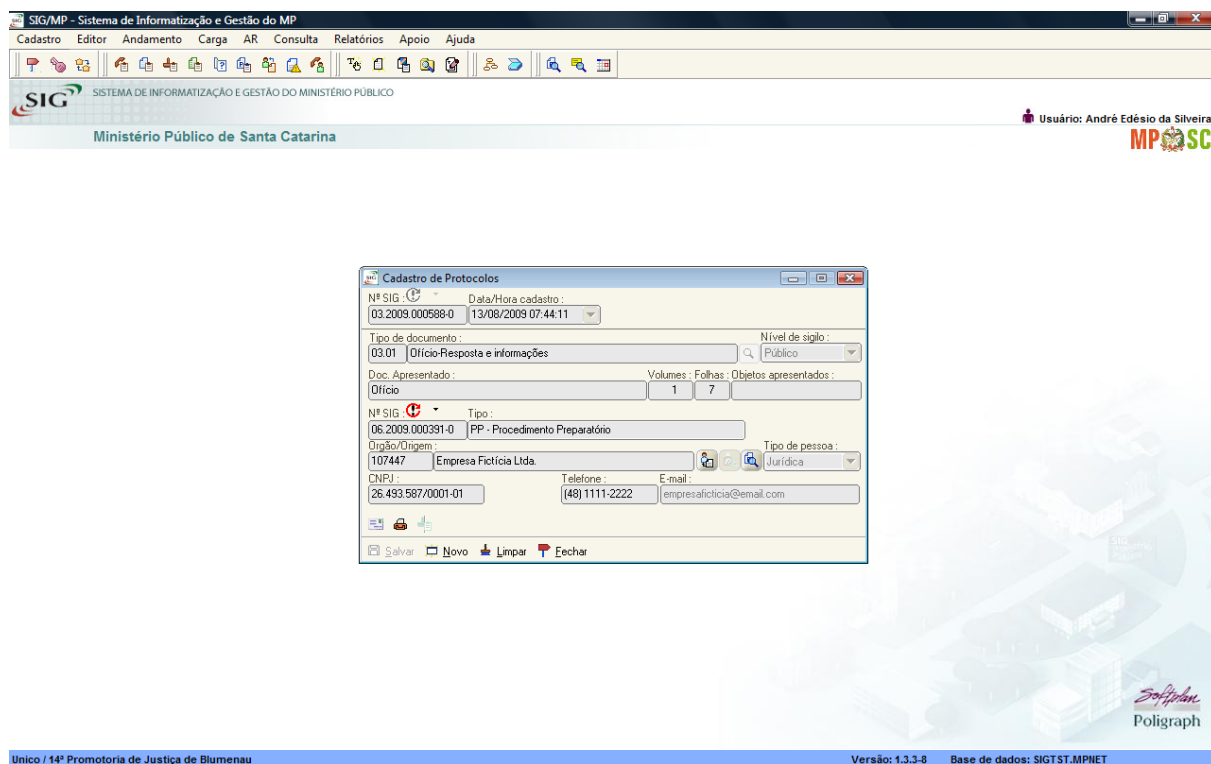 SIG/MP - Sistema de Informatização e Gestão do MP
Cadastro Editor Andamento Carga AR Consulta Relatórios Apoio Ajuda
SIG
SISTEMA DE INFORMATIZAÇÃO E GESTÃO DO MINISTÉRIO PÚBLICO
Usuário: André Edésio da Silveira
Ministério Público de Santa Catarina
MP SC
Cadastro de Protocolos
Nº SIG : Data/Hora cadastro :
03.2009.000588-0 13/08/2009 07:44:11
Tipo de documento : Nível de sigilo :
03.01 Ofício-Resposta e informações Público
Doc. Apresentado : Volumes : Folhas : Objetos apresentados :
Ofício 1 7
Nº SIG : Tipo :
06.2009.000391-0 PP - Procedimento Preparatório
Orgão/Origem : Tipo de pessoa :
107447 Empresa Fictícia Ltda. Jurídica
CNPJ : Telefone : E-mail :
26.493.587/0001-01 (48) 1111-2222 empresaficticia@email.com
Salvar Novo Limpar Fechar
Softplan
Poligraph
Unico / 14ª Promotoria de Justiça de Blumenau Versão: 1.3.3-8 Base de dados: SIGTST.MPNET